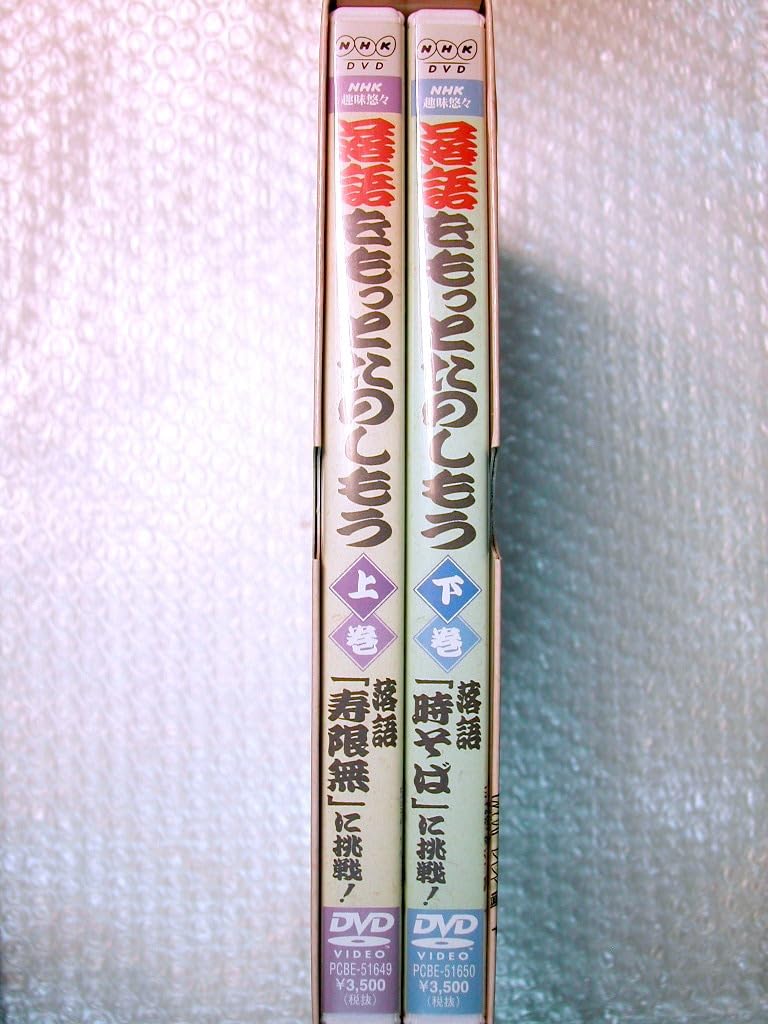 NHK
DVD
NHK
趣味悠々
落語をもっとたのしもう
上巻
落語
「寿限無」に挑戦!
DVD
VIDEO
PCBE-51649
¥3,500
(税抜)
NHK
DVD
NHK
趣味悠々
落語をもっとたのしもう
下巻
落語
「時そば」に挑戦!
DVD
VIDEO
PCBE-51650
¥3,500
(税抜)